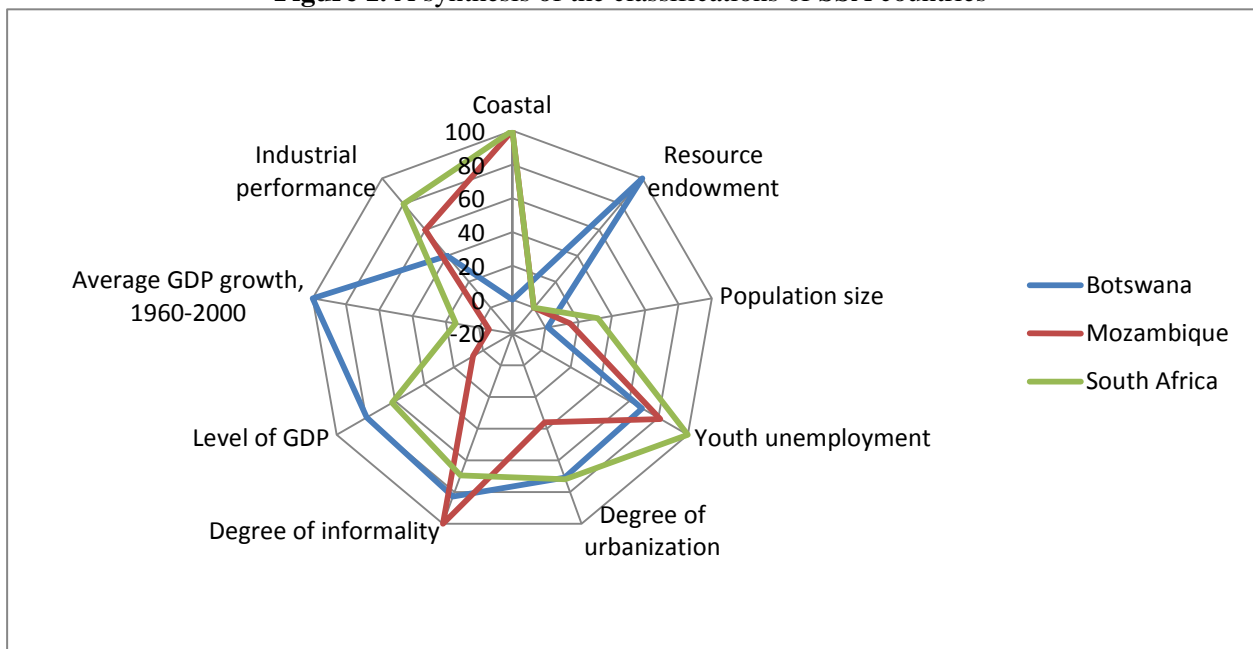 Figure A synthesis of the classifications of SSA countries
Coastal
100
80
60
40
20
0
-20
Resource
endowment
Population size
Youth unemployment
Degree of
urbanization
Degree of informality
Level of GDP
Average GDP growth,
1960-2000
Industrial
performance
Botswana
Mozambique
South Africa